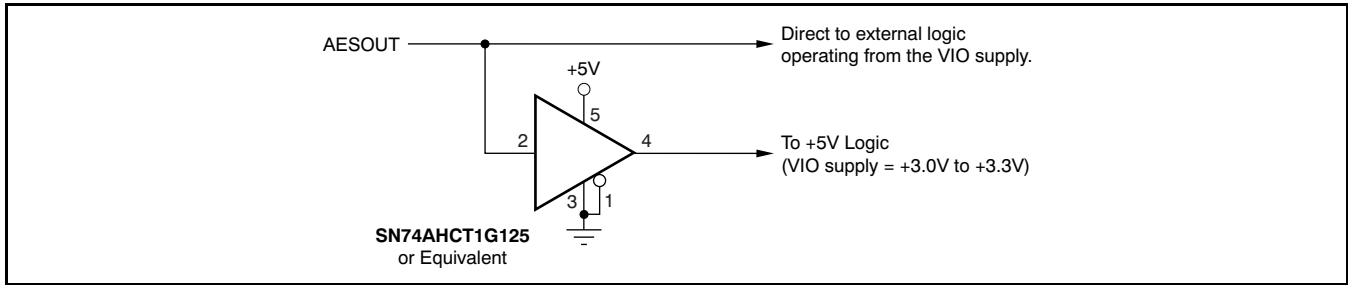 AESOUT
Direct to external logic
operating from the VIO supply.
+5V
5
2
4
To +5V Logic
(VIO supply = +3.0V to +3.3V)
3
1
SN74AHCT1G125
or Equivalent